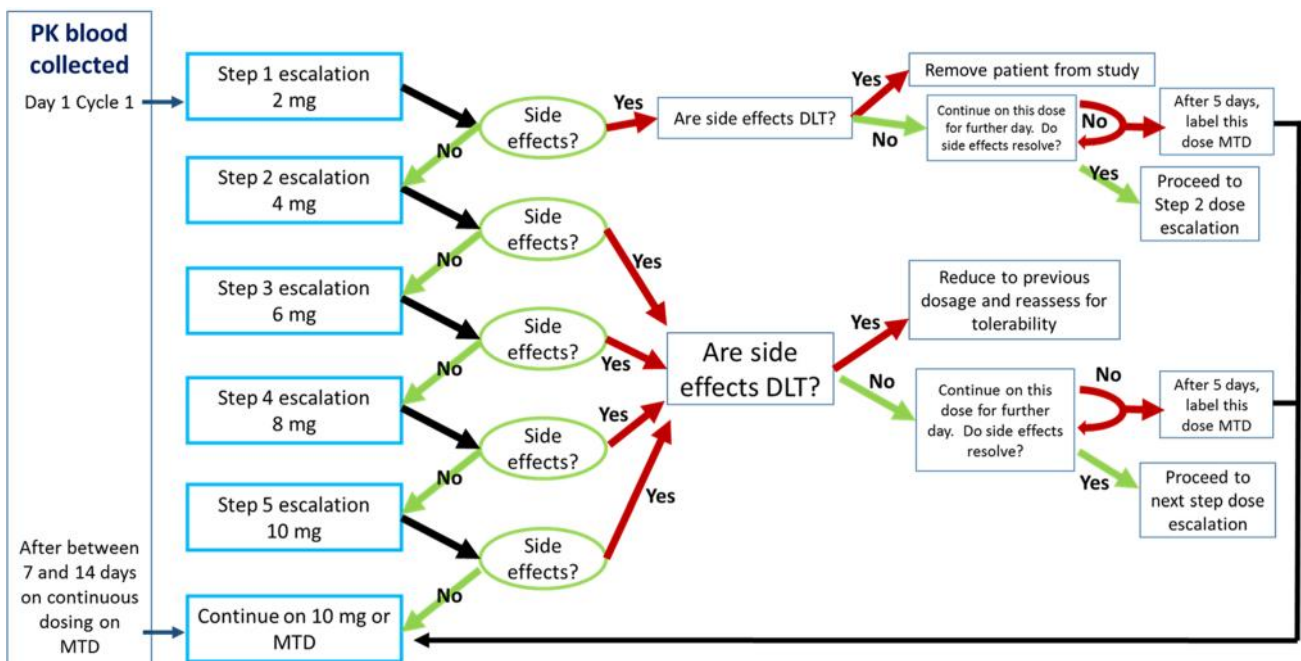 PK blood
collected
Day 1 Cycle 1
After between
7 and 14 days
on continuous
dosing on
MTD
Step 1 escalation
2 mg
Side
effects?
Yes
No
Are side effects DLT?
Yes
No
Remove patient from study
Continue on this dose
for further day.  Do
side effects resolve?
No
Yes
After 5 days,
label this
dose MTD
Proceed to
Step 2 dose
escalation
Step 2 escalation
4 mg
Side
effects?
Yes
No
Step 3 escalation
6 mg
Side
effects?
Yes
No
Step 4 escalation
8 mg
Side
effects?
Yes
No
Step 5 escalation
10 mg
Side
effects?
Yes
No
Continue on 10 mg or
MTD
Are side
effects DLT?
Yes
No
Reduce to previous
dosage and reassess for
tolerability
Continue on this
dose for further
day.  Do side effects
resolve?
No
Yes
After 5 days,
label this
dose MTD
Proceed to
next step dose
escalation